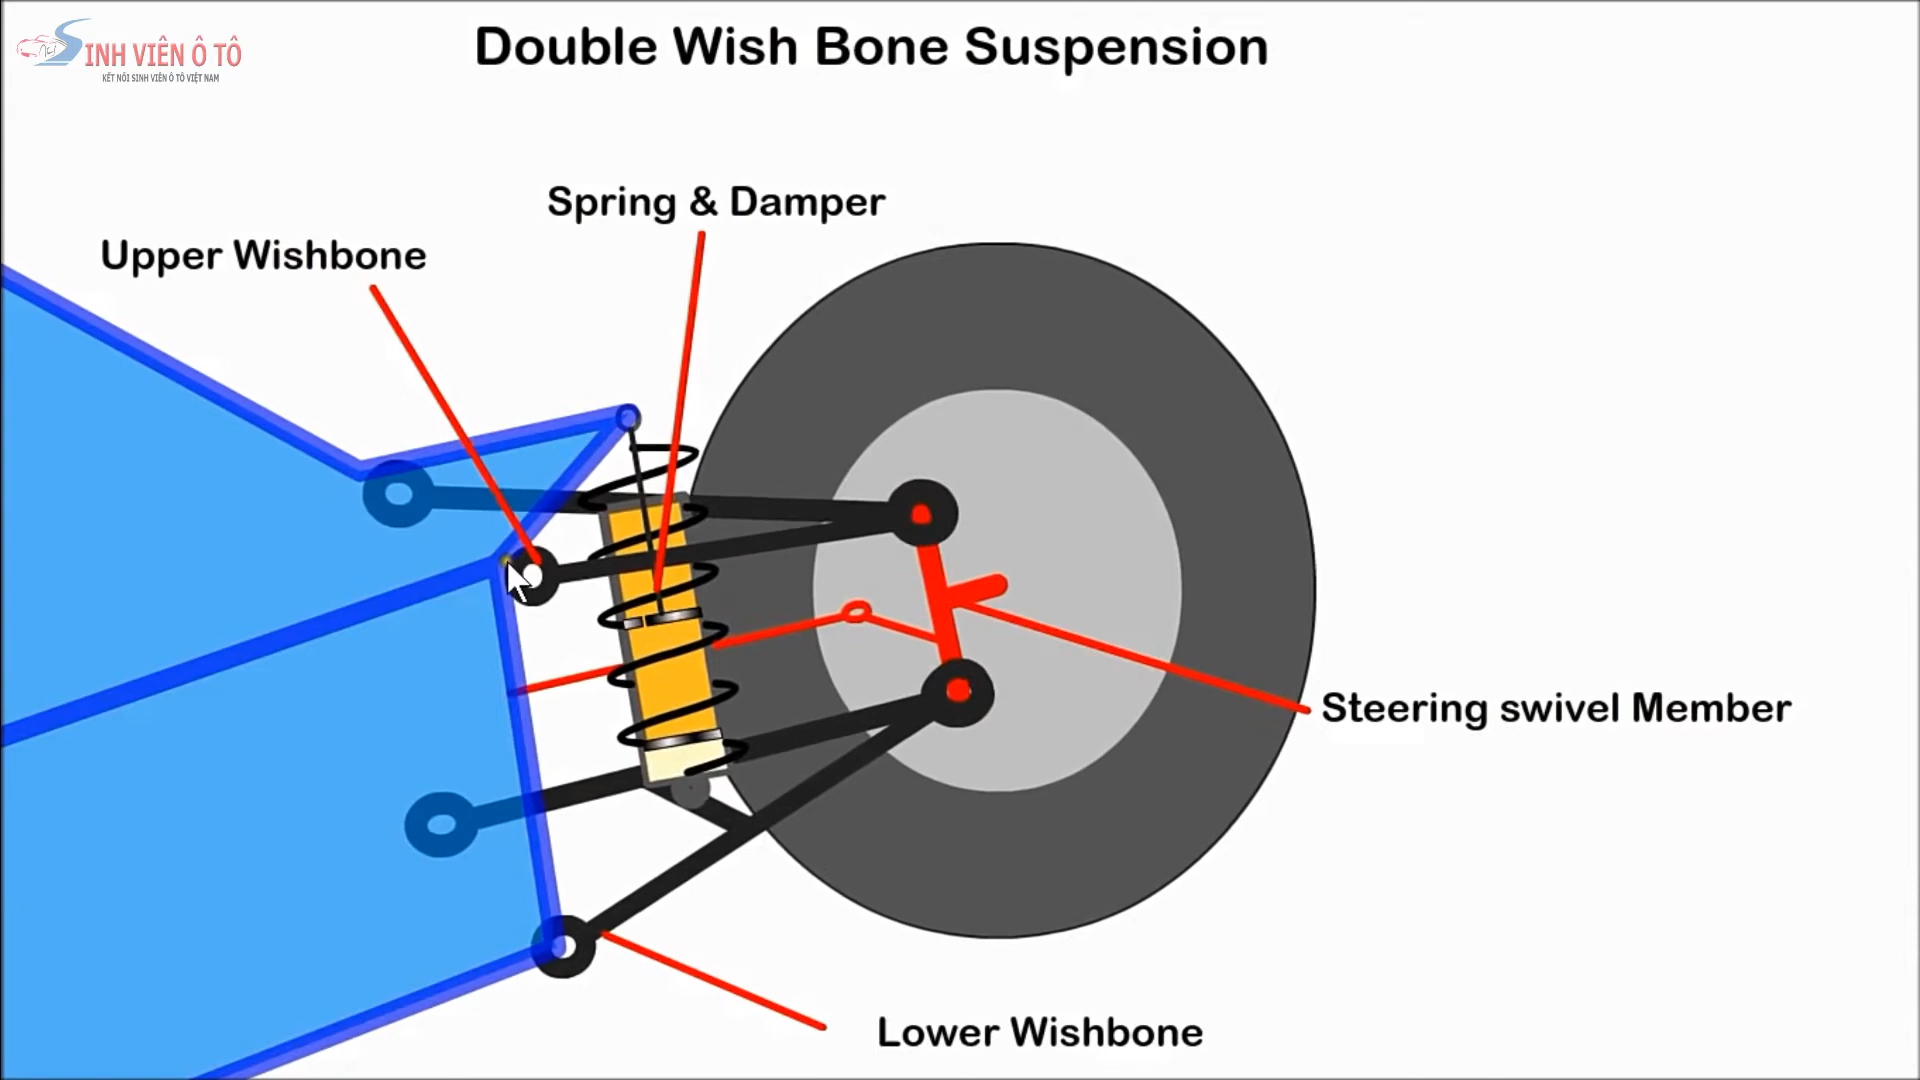 SINH VIÊN Ô TÔ
KẾT NỐI SINH VIÊN Ô TÔ VIỆT NAM
Double Wish Bone Suspension
Spring & Damper
Upper Wishbone
Steering swivel Member
Lower Wishbone